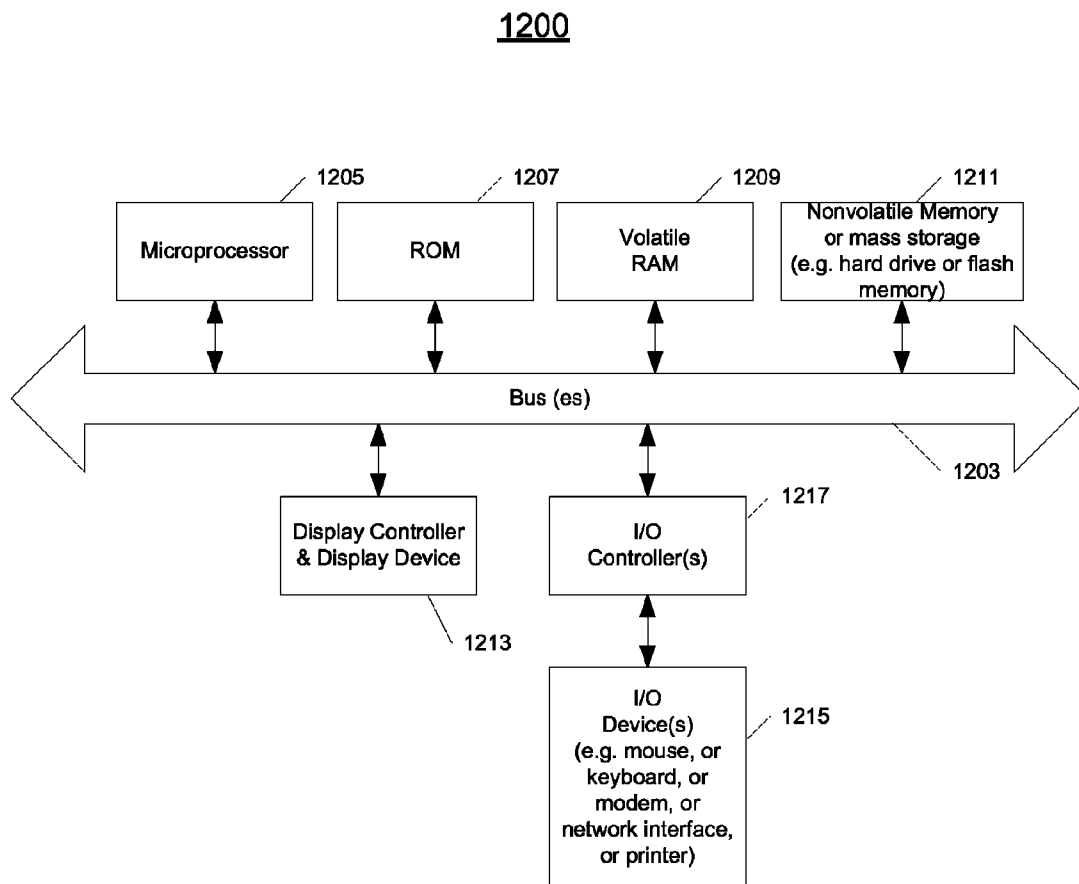 1200
1205
1207
1209
1211
Microprocessor
ROM
Volatile
RAM
Nonvolatile Memory
or mass storage
(e.g. hard drive or flash
memory)
Bus (es)
1203
Display Controller
& Display Device
1213
I/O
Controller(s)
1217
I/O
Device(s)
(e.g. mouse, or
keyboard, or
modem, or
network interface,
or printer)
1215